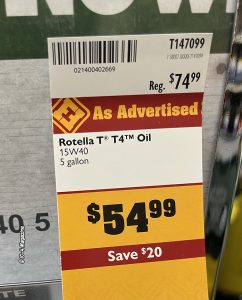 T147099
021400402669
Reg. $74.99
H As Advertised
Rotella T® T4™ Oil
15W40
5 gallon
$54.99
Save $20
40 5
TE